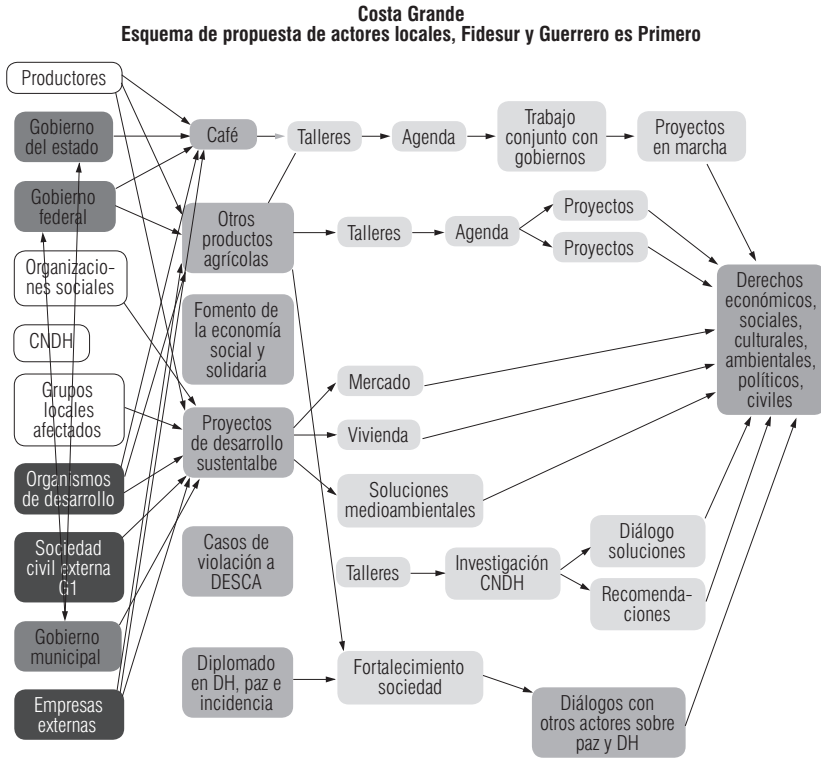 Costa Grande
Esquema de propuesta de actores locales, Fidesur y Guerrero es Primero
Productores
Gobierno
del estado
Gobierno
federal
Organizacio-
nes sociales
CNDH
Grupos
locales
afectados
Organismos
de desarrollo
Sociedad
civil externa
G1
Gobierno
municipal
Empresas
externas
Café
Otros
productos
agrícolas
Fomento de
la economía
social y
solidaria
Proyectos
de desarrollo
sustentalbe
Casos de
violación a
DESCA
Diplomado
en DH, paz e
incidencia
Talleres
Agenda
Trabajo
conjunto con
gobiernos
Proyectos
en marcha
Talleres
Agenda
Proyectos
Proyectos
Mercado
Vivienda
Soluciones
medioambientales
Talleres
Investigación
CNDH
Diálogo
soluciones
Recomenda-
ciones
Fortalecimiento
sociedad
Diálogos con
otros actores sobre
paz y DH
Derechos
económicos,
sociales,
culturales,
ambientales,
políticos,
civiles